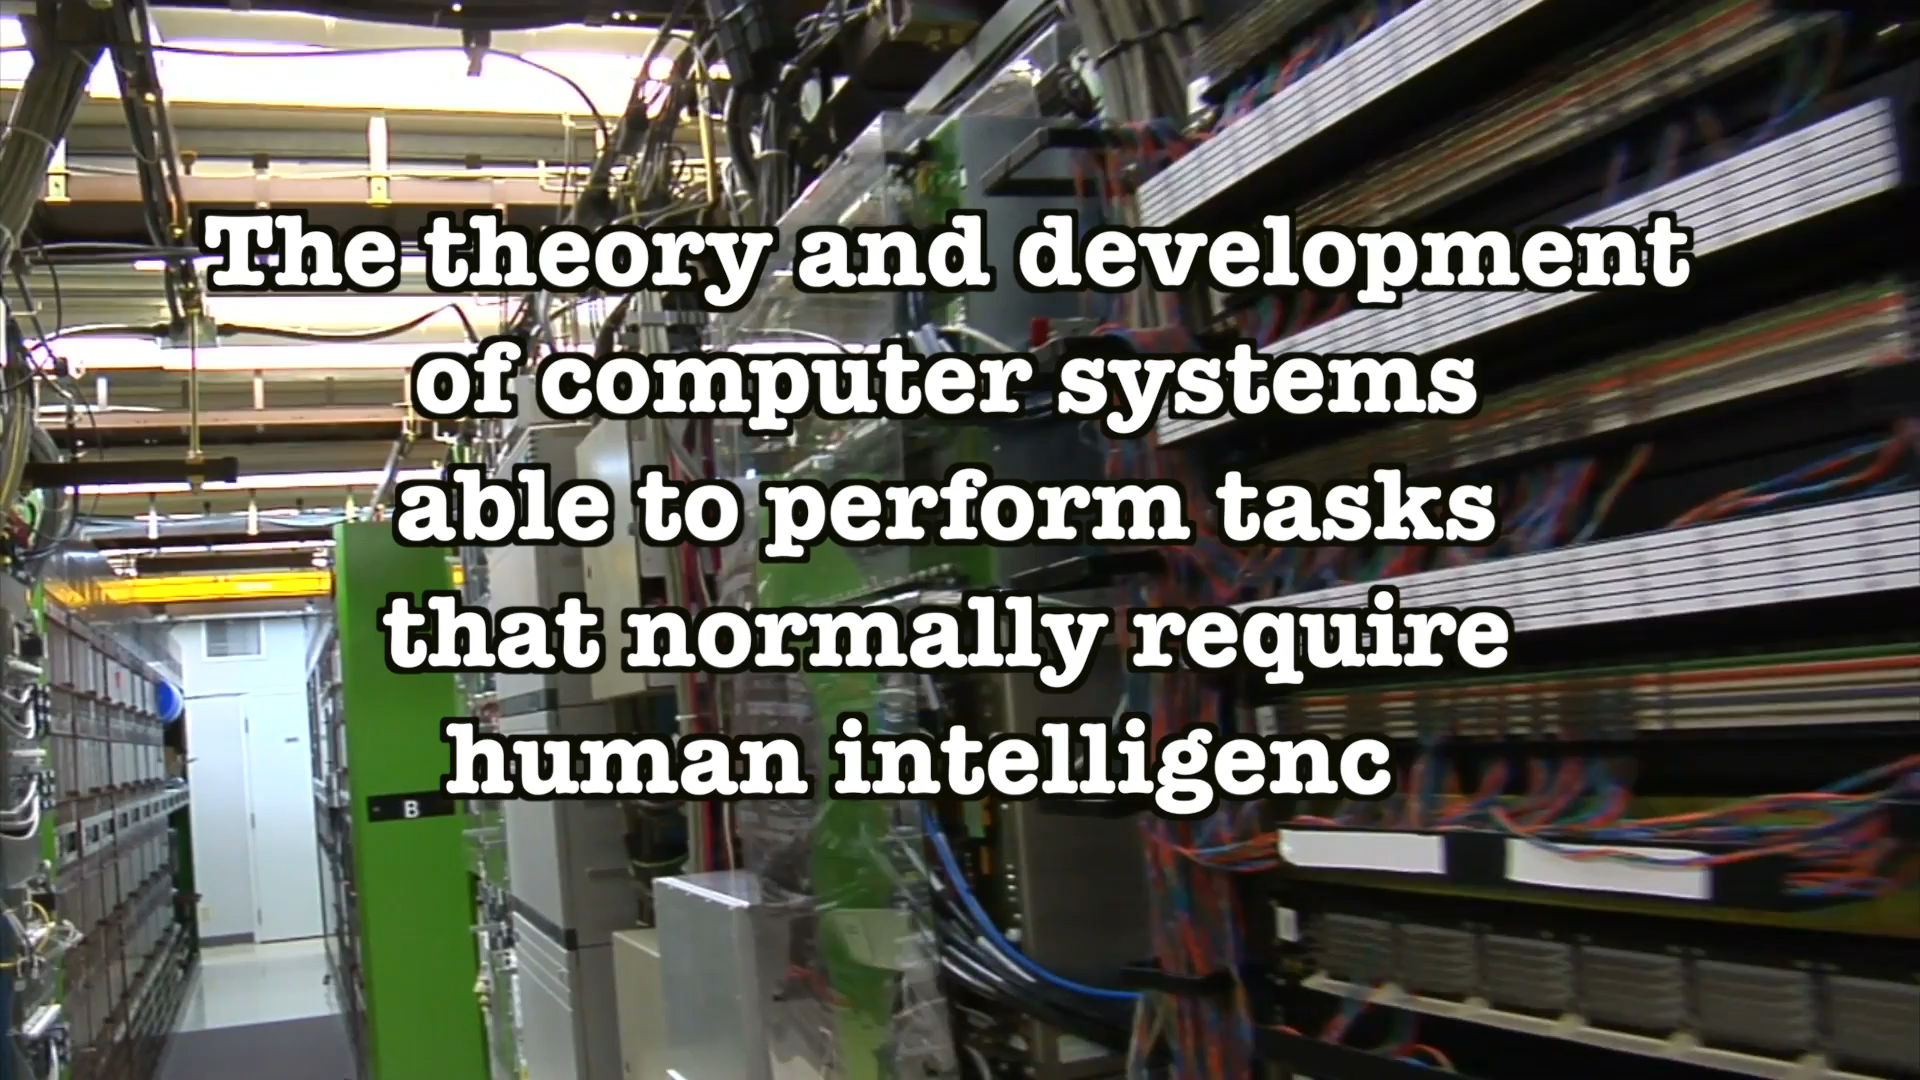 The theory and development
of computer systems
able to perform tasks
that normally require
human intelligenc
B